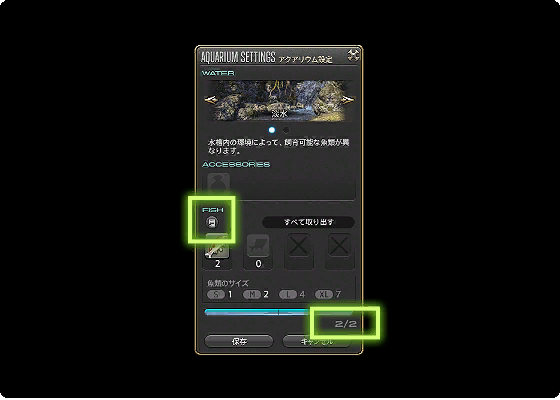 AQUARIUM SETTINGS アクアリウム設定
WATER
淡水
水槽内の環境によって、飼育可能な魚類が異
なります。
ACCESSORIES
FISH
すべて取り出す
2 0
魚類のサイズ
S 1 M 2 L 4 XL 7
2/2
保存 キャンセル